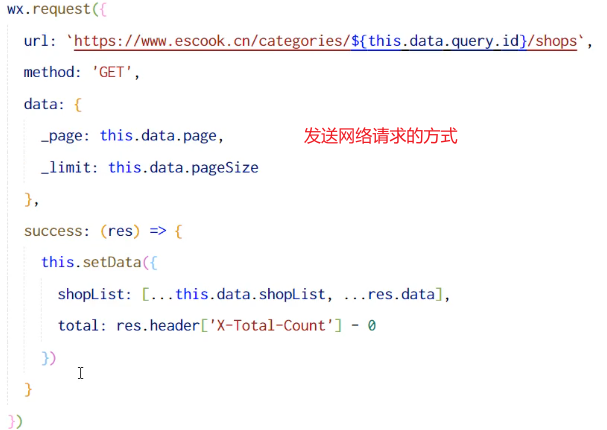 wx.request({
url: `https://www.escook.cn/categories/${this.data.query.id}/shops`,
method: 'GET',
data: {
_page: this.data.page,
发送网络请求的方式
_limit: this.data.pageSize
},
success: (res) => {
this.setData({
shopList: [...this.data.shopList, ...res.data],
total: res.header['X-Total-Count'] - 0
})
}
})